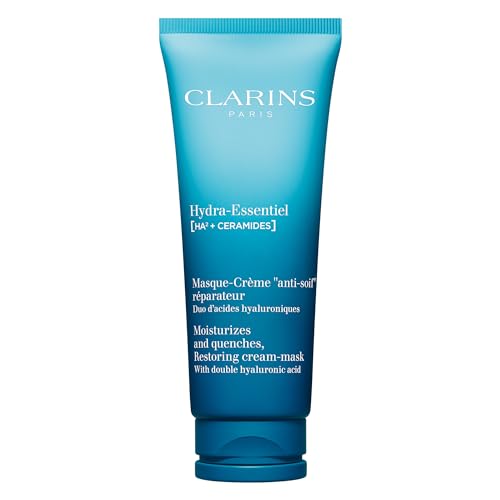 CLARINS
PARIS
Hydra-Essentiel
[HA² + CERAMIDES]
Masque-Crème "anti-soif"
réparateur
Duo d'acides hyaluroniques
Moisturizes
and quenches,
Restoring cream-mask
With double hyaluronic acid